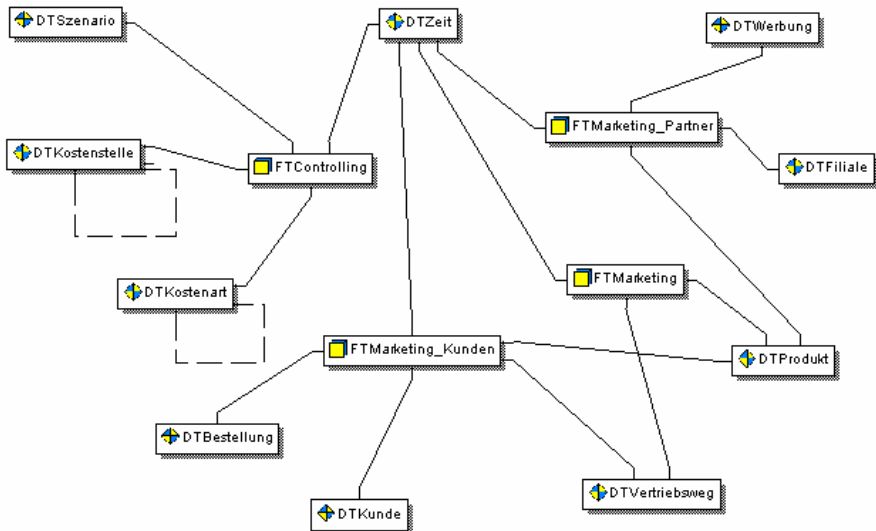 DTSzenario
DTZeit
DTWerbung
FTMarketing_Partner
DTKostenstelle
FTControlling
DTFiliale
DTKostenart
FTMarketing
FTMarketing_Kunden
DTProdukt
DTBestellung
DTVertriebsweg
DTKunde